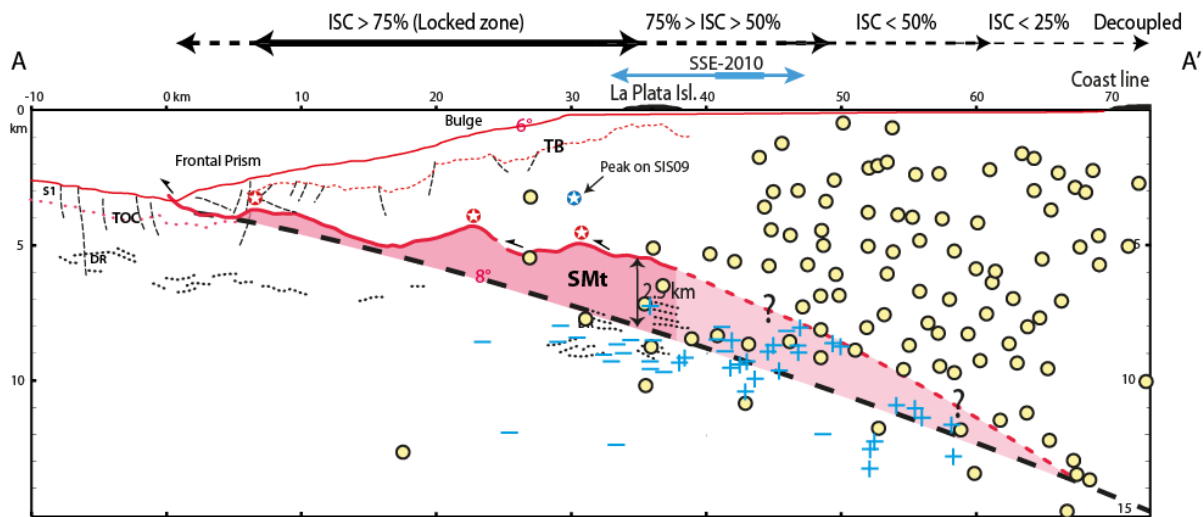 ISC > 75% (Locked zone) 75% > ISC > 50% ISC < 50% ISC < 25% Decoupled
A SSE-2010 A'
La Plata Isl. Coast line
-10 0 km 10 20 30 40 50 60 70
0
km
Bulge 6°
TB
Frontal Prism
Peak on SIS09
S1
TOC
5 5
DR
8° SMt 2.9 km
?
DR
10 10
?
15 15